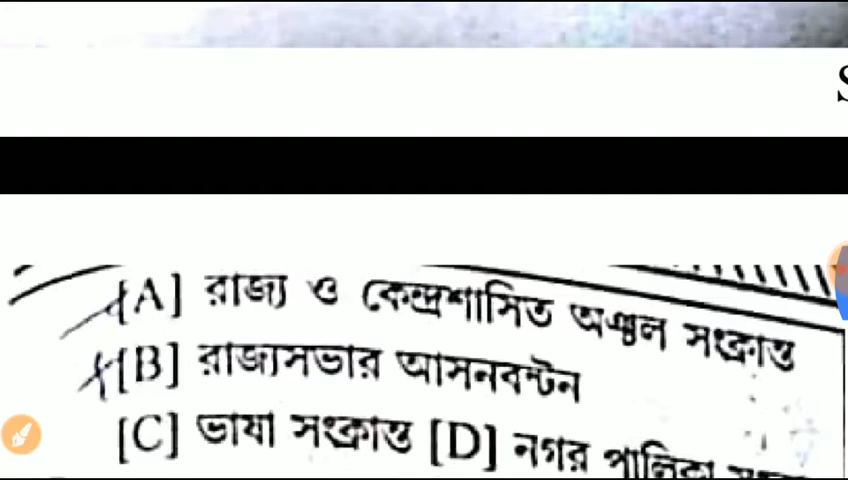 [A] রাজ্য ও কেন্দ্রশাসিত অঞ্চল সংক্রান্ত
[B] রাজ্যসভার আসনবন্টন
[C] ভাষা সংক্রান্ত [D] নগর পালিকা